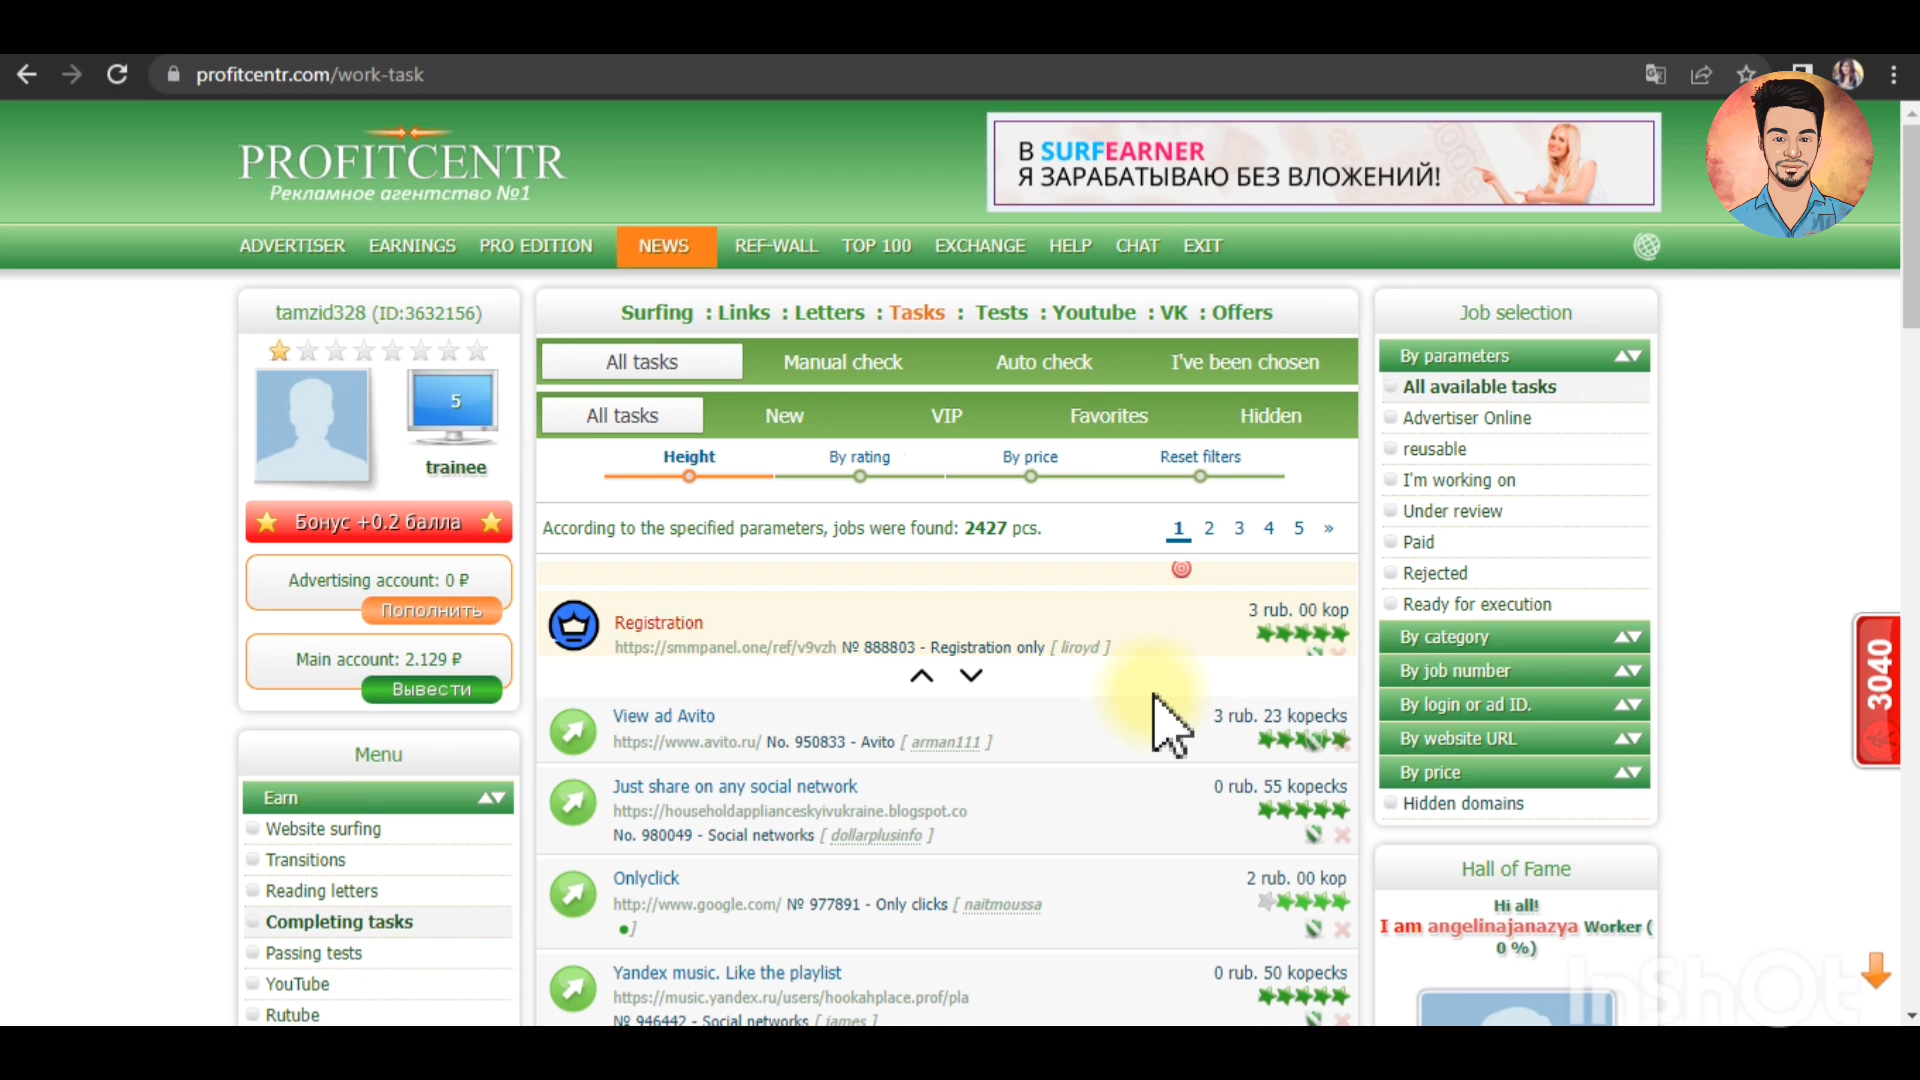 profitcentr.com/work-task
PROFITCENTR
Рекламное агентство №1
В SURFEARNER
Я ЗАРАБАТЫВАЮ БЕЗ ВЛОЖЕНИЙ!
ADVERTISER EARNINGS PRO EDITION NEWS REF-WALL TOP 100 EXCHANGE HELP CHAT EXIT
tamzid328 (ID:3632156)
5
trainee
Бонус +0.2 балла
Advertising account: 0 ₽
Пополнить
Main account: 2.129 ₽
Вывести
Menu
Earn
Website surfing
Transitions
Reading letters
Completing tasks
Passing tests
YouTube
Rutube
Surfing : Links : Letters : Tasks : Tests : Youtube : VK : Offers
All tasks Manual check Auto check I've been chosen
All tasks New VIP Favorites Hidden
Height By rating By price Reset filters
According to the specified parameters, jobs were found: 2427 pcs. 1 2 3 4 5 »
Registration 3 rub. 00 kop
https://smmpanel.one/ref/v9vzh № 888803 - Registration only [ liroyd ]
View ad Avito 3 rub. 23 kopecks
https://www.avito.ru/ No. 950833 - Avito [ arman111 ]
Just share on any social network 0 rub. 55 kopecks
https://householdapplianceskyivukraine.blogspot.co
No. 980049 - Social networks [ dollarplusinfo ]
Onlyclick 2 rub. 00 kop
http://www.google.com/ № 977891 - Only clicks [ naitmoussa
]
Yandex music. Like the playlist 0 rub. 50 kopecks
https://music.yandex.ru/users/hookahplace.prof/pla
№ 946442 - Social networks [ james ]
Job selection
By parameters
All available tasks
Advertiser Online
reusable
I'm working on
Under review
Paid
Rejected
Ready for execution
By category
By job number
By login or ad ID.
By website URL
By price
Hidden domains
Hall of Fame
Hi all!
I am angelinajanazya Worker (
0 %)
3040
InShOt